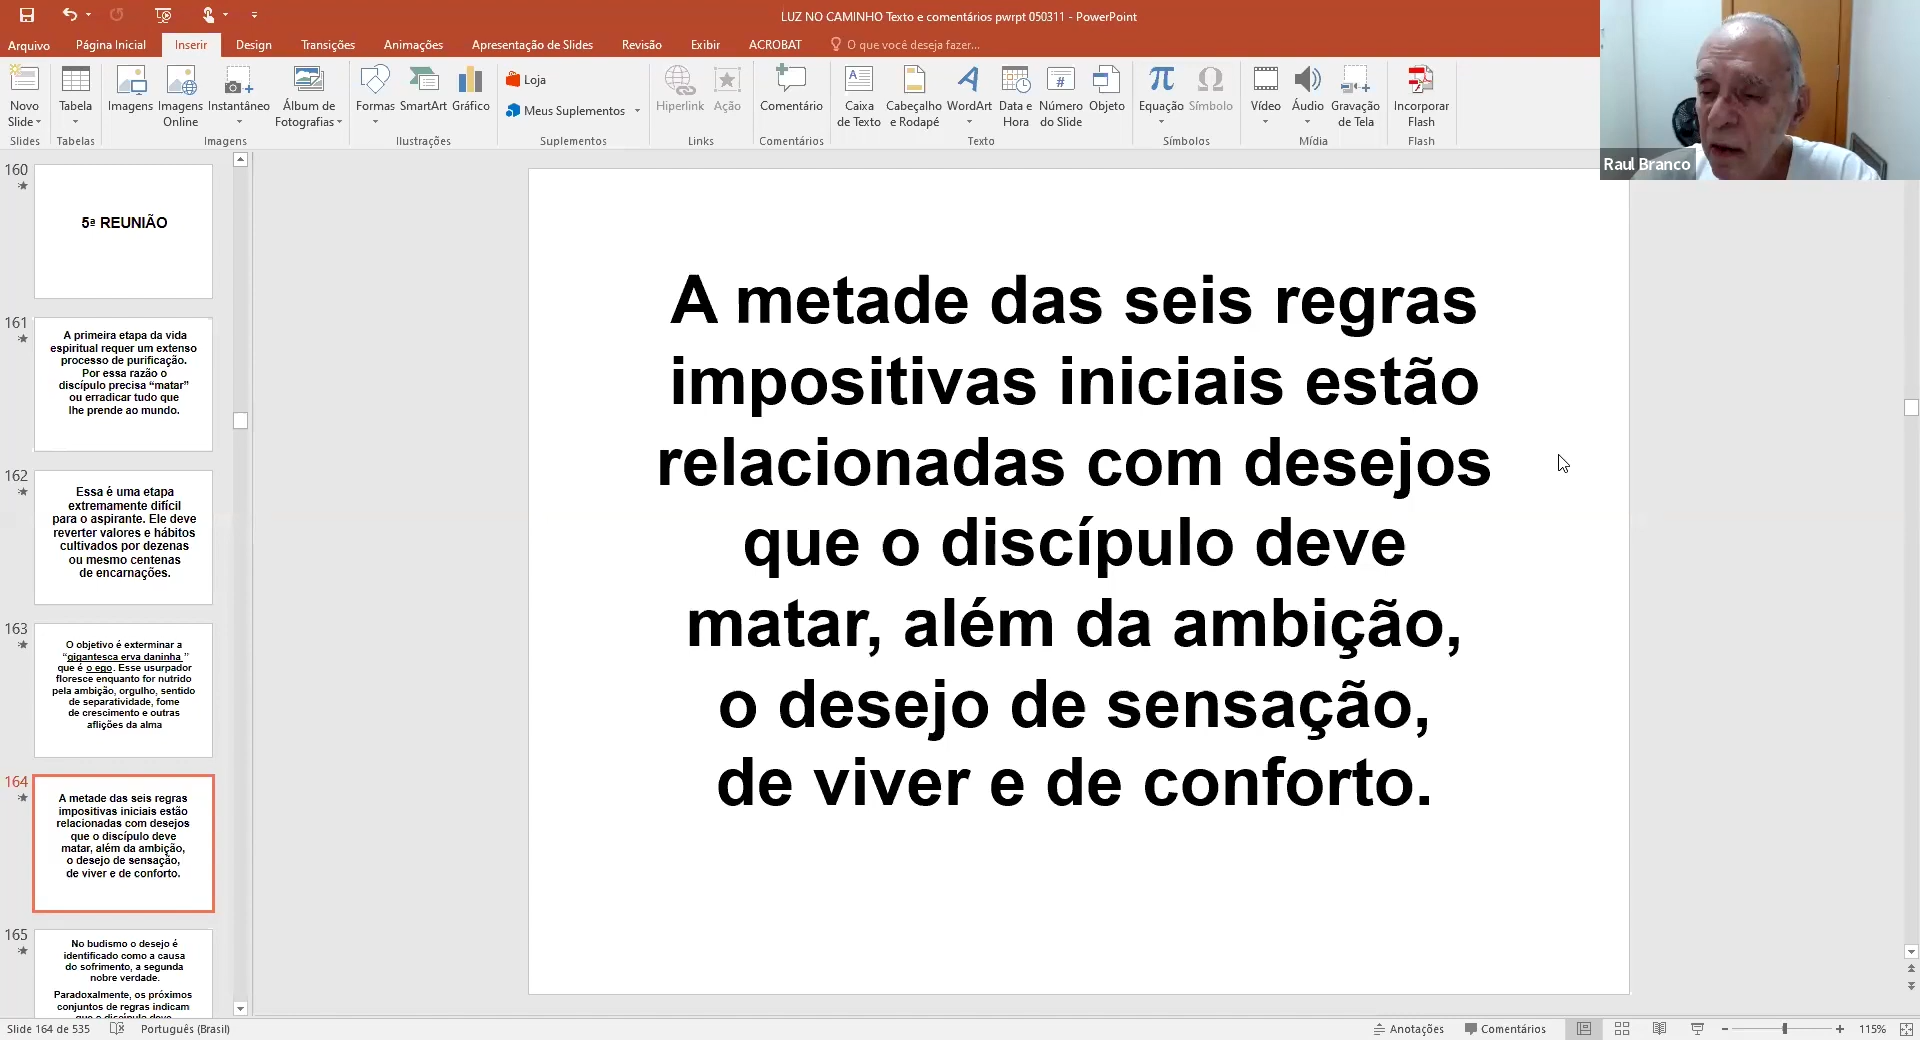 LUZ NO CAMINHO Texto e comentários pwrpt 050311 - PowerPoint
Arquivo
Página Inicial
Inserir
Design
Transições
Animações
Apresentação de Slides
Revisão
Exibir
ACROBAT
O que você deseja fazer...
Novo
Slide
Tabela
Imagens
Imagens
Online
Instantâneo
Álbum de
Fotografias
Formas
SmartArt
Gráfico
Loja
Meus Suplementos
Hiperlink
Ação
Comentário
Caixa
de Texto
Cabeçalho
e Rodapé
WordArt
Data e
Hora
Número
do Slide
Objeto
Equação
Símbolo
Vídeo
Áudio
Gravação
de Tela
Incorporar
Flash
Slides
Tabelas
Imagens
Ilustrações
Suplementos
Links
Comentários
Texto
Símbolos
Mídia
Flash
Raul Branco
160
5ª REUNIÃO
161
A primeira etapa da vida
espiritual requer um extenso
processo de purificação.
Por essa razão o
discípulo precisa “matar”
ou erradicar tudo que
lhe prende ao mundo.
162
Essa é uma etapa
extremamente difícil
para o aspirante. Ele deve
reverter valores e hábitos
cultivados por dezenas
ou mesmo centenas
de encarnações.
163
O objetivo é exterminar a
“gigantesca erva daninha ”
que é o ego. Esse usurpador
floresce enquanto for nutrido
pela ambição, orgulho, sentido
de separatividade, fome
de crescimento e outras
aflições da alma
164
A metade das seis regras
impositivas iniciais estão
relacionadas com desejos
que o discípulo deve
matar, além da ambição,
o desejo de sensação,
de viver e de conforto.
165
No budismo o desejo é
identificado como a causa
do sofrimento, a segunda
nobre verdade.
Paradoxalmente, os próximos
conjuntos de regras indicam
que o discípulo deve
A metade das seis regras
impositivas iniciais estão
relacionadas com desejos
que o discípulo deve
matar, além da ambição,
o desejo de sensação,
de viver e de conforto.
Slide 164 de 535
Português (Brasil)
Anotações
Comentários
115%